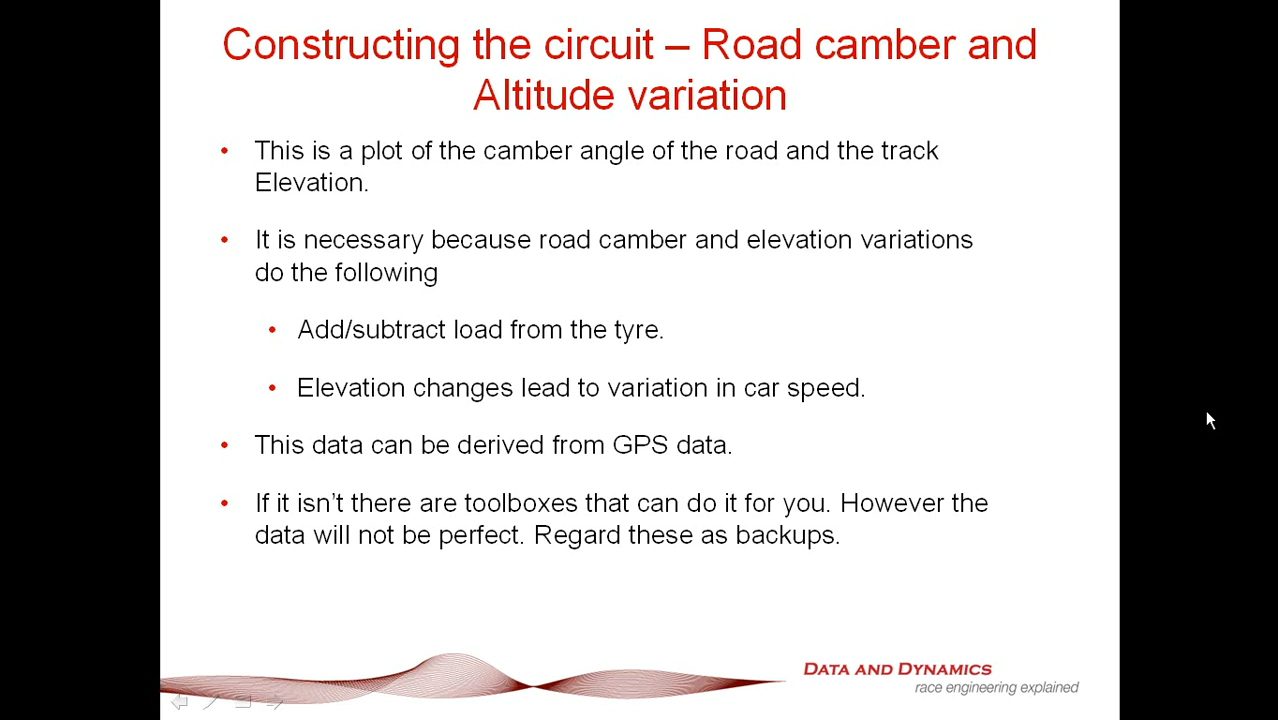 Constructing the circuit – Road camber and
Altitude variation
• This is a plot of the camber angle of the road and the track
Elevation.
• It is necessary because road camber and elevation variations
do the following
• Add/subtract load from the tyre.
• Elevation changes lead to variation in car speed.
• This data can be derived from GPS data.
• If it isn’t there are toolboxes that can do it for you. However the
data will not be perfect. Regard these as backups.
DATA AND DYNAMICS
race engineering explained